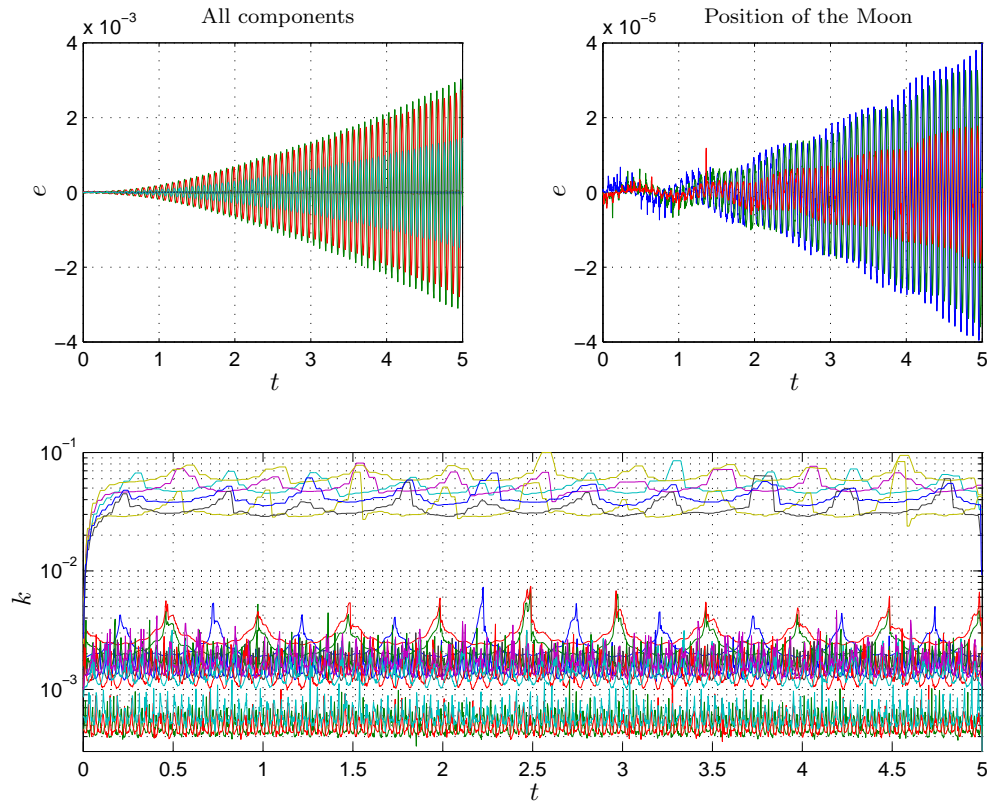 All components
x 10⁻³
4
2
0
−2
−4
e
0 1 2 3 4 5
t
Position of the Moon
x 10⁻⁵
4
2
0
−2
−4
e
0 1 2 3 4 5
t
10⁻¹
10⁻²
10⁻³
k
0 0.5 1 1.5 2 2.5 3 3.5 4 4.5 5
t